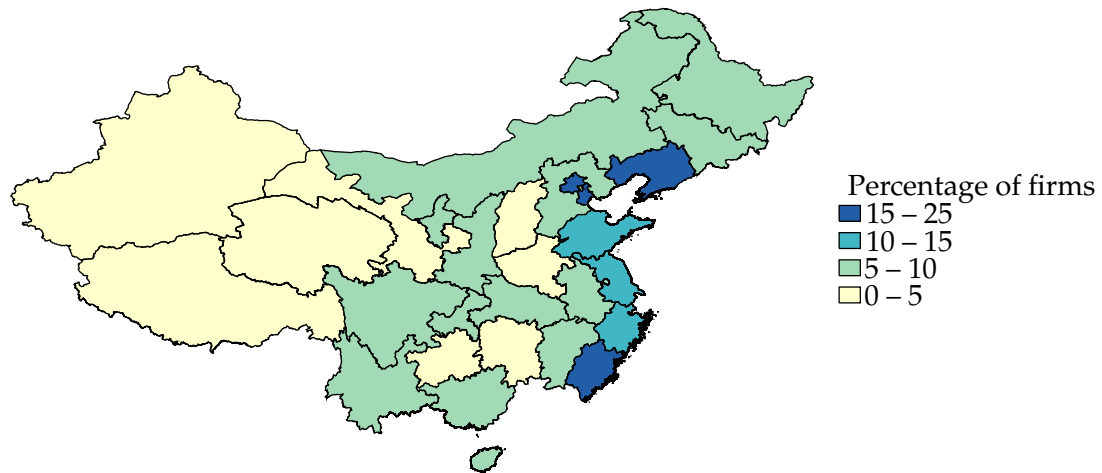 Percentage of firms
15 – 25
10 – 15
5 – 10
0 – 5